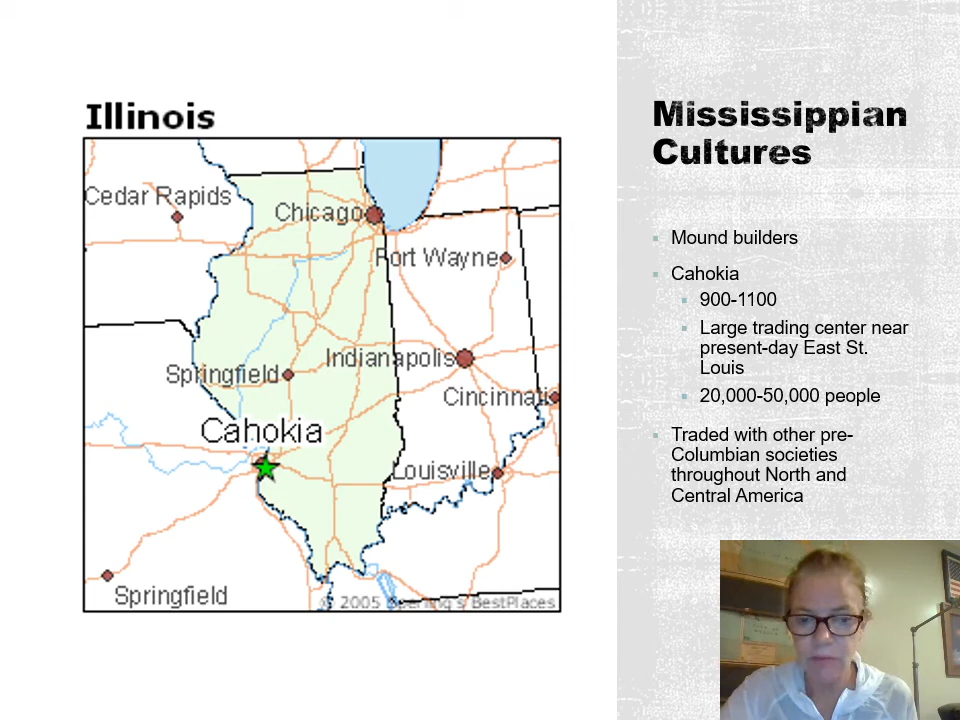 Illinois
Cedar Rapids
Chicago
Fort Wayne
Indianapolis
Springfield
Cincinnati
Cahokia
Louisville
Springfield
© 2005 Sperling's BestPlaces
Mississippian
Cultures
Mound builders
Cahokia
900-1100
Large trading center near
present-day East St.
Louis
20,000-50,000 people
Traded with other pre-
Columbian societies
throughout North and
Central America